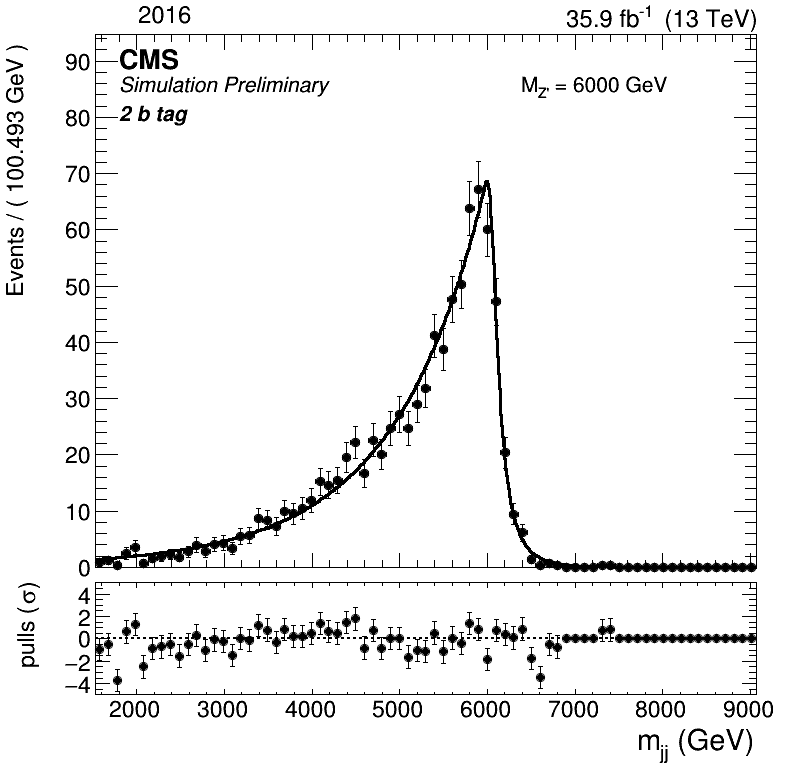 2016
35.9 fb⁻¹ (13 TeV)
CMS
Simulation Preliminary
2 b tag
M_Z' = 6000 GeV
Events / ( 100.493 GeV )
90
80
70
60
50
40
30
20
10
0
pulls (σ)
4
2
0
−2
−4
2000 3000 4000 5000 6000 7000 8000 9000
m_jj (GeV)